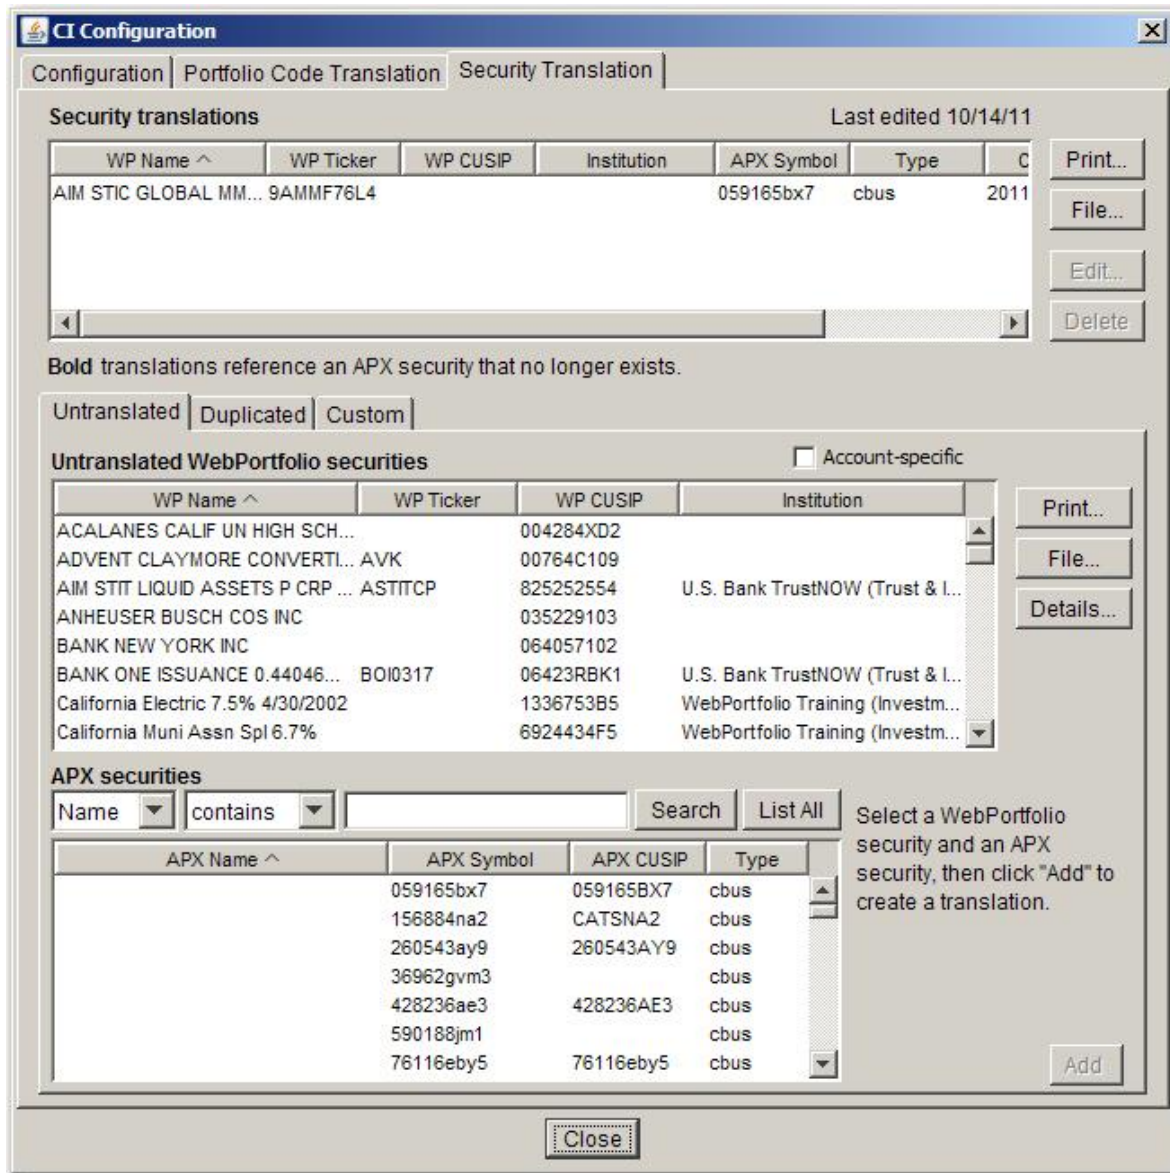 CI Configuration
Configuration Portfolio Code Translation Security Translation
Security translations Last edited 10/14/11
WP Name WP Ticker WP CUSIP Institution APX Symbol Type C Print...
AIM STIC GLOBAL MM... 9AMMF76L4 059165bx7 cbus 2011
File...
Edit...
Delete
Bold translations reference an APX security that no longer exists.
Untranslated Duplicated Custom
Untranslated WebPortfolio securities Account-specific
WP Name WP Ticker WP CUSIP Institution Print...
ACALANES CALIF UN HIGH SCH... 004284XD2
ADVENT CLAYMORE CONVERTI... AVK 00764C109 File...
AIM STIT LIQUID ASSETS P CRP ... ASTITCP 825252554 U.S. Bank TrustNOW (Trust & I...
Details...
ANHEUSER BUSCH COS INC 035229103
BANK NEW YORK INC 064057102
BANK ONE ISSUANCE 0.44046... BOI0317 06423RBK1 U.S. Bank TrustNOW (Trust & I...
California Electric 7.5% 4/30/2002 1336753B5 WebPortfolio Training (Investm...
California Muni Assn Spl 6.7% 6924434F5 WebPortfolio Training (Investm...
APX securities
Name contains Search List All
Select a WebPortfolio
security and an APX
security, then click "Add" to
create a translation.
APX Name APX Symbol APX CUSIP Type
059165bx7 059165BX7 cbus
156884na2 CATSNA2 cbus
260543ay9 260543AY9 cbus
36962gvm3 cbus
428236ae3 428236AE3 cbus
590188jm1 cbus
76116eby5 76116eby5 cbus
Add
Close